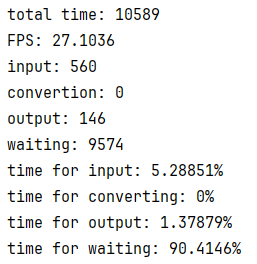 total time: 10589
FPS: 27.1036
input: 560
convertion: 0
output: 146
waiting: 9574
time for input: 5.28851%
time for converting: 0%
time for output: 1.37879%
time for waiting: 90.4146%